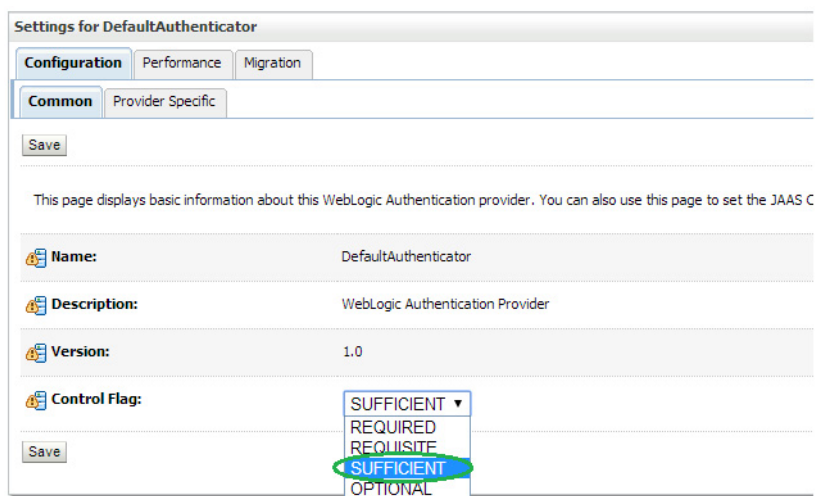 Settings for DefaultAuthenticator
Configuration Performance Migration
Common Provider Specific
Save
This page displays basic information about this WebLogic Authentication provider. You can also use this page to set the JAAS C
Name: DefaultAuthenticator
Description: WebLogic Authentication Provider
Version: 1.0
Control Flag: SUFFICIENT
REQUIRED
REQUISITE
SUFFICIENT
OPTIONAL
Save